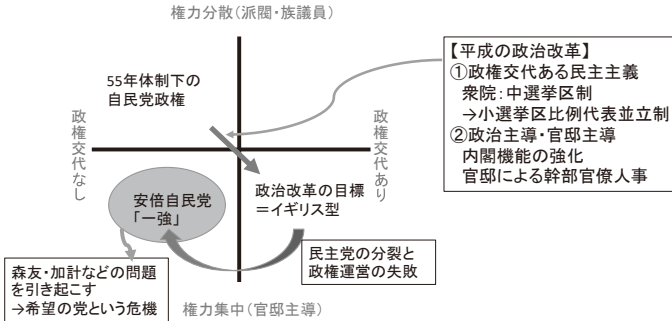 権力分散(派閥・族議員)
55年体制下の
自民党政権
【平成の政治改革】
①政権交代ある民主主義
衆院:中選挙区制
→小選挙区比例代表並立制
②政治主導・官邸主導
内閣機能の強化
官邸による幹部官僚人事
政権交代なし
政権交代あり
安倍自民党
「一強」
政治改革の目標
=イギリス型
民主党の分裂と
政権運営の失敗
森友・加計などの問題
を引き起こす
→希望の党という危機
権力集中(官邸主導)